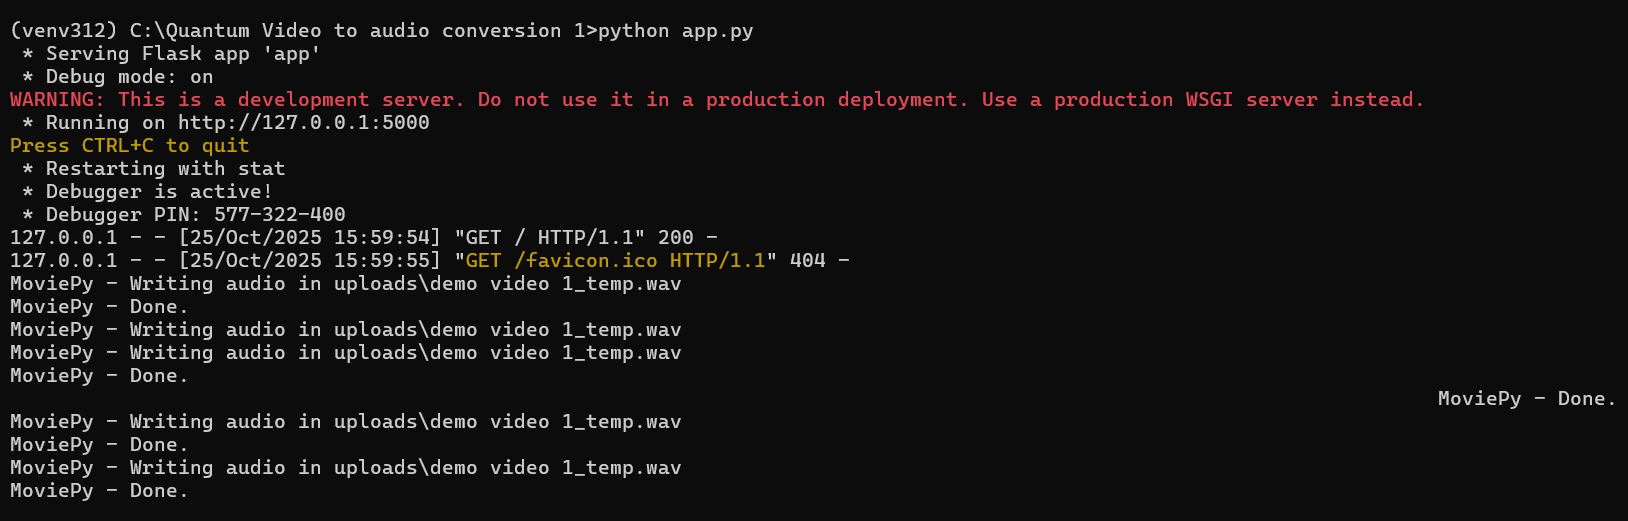 (venv312) C:\Quantum Video to audio conversion 1>python app.py
 * Serving Flask app 'app'
 * Debug mode: on
WARNING: This is a development server. Do not use it in a production deployment. Use a production WSGI server instead.
 * Running on http://127.0.0.1:5000
Press CTRL+C to quit
 * Restarting with stat
 * Debugger is active!
 * Debugger PIN: 577-322-400
127.0.0.1 - - [25/Oct/2025 15:59:54] "GET / HTTP/1.1" 200 -
127.0.0.1 - - [25/Oct/2025 15:59:55] "GET /favicon.ico HTTP/1.1" 404 -
MoviePy - Writing audio in uploads\demo video 1_temp.wav
MoviePy - Done.
MoviePy - Writing audio in uploads\demo video 1_temp.wav
MoviePy - Writing audio in uploads\demo video 1_temp.wav
MoviePy - Done.
MoviePy - Done.
MoviePy - Writing audio in uploads\demo video 1_temp.wav
MoviePy - Done.
MoviePy - Writing audio in uploads\demo video 1_temp.wav
MoviePy - Done.